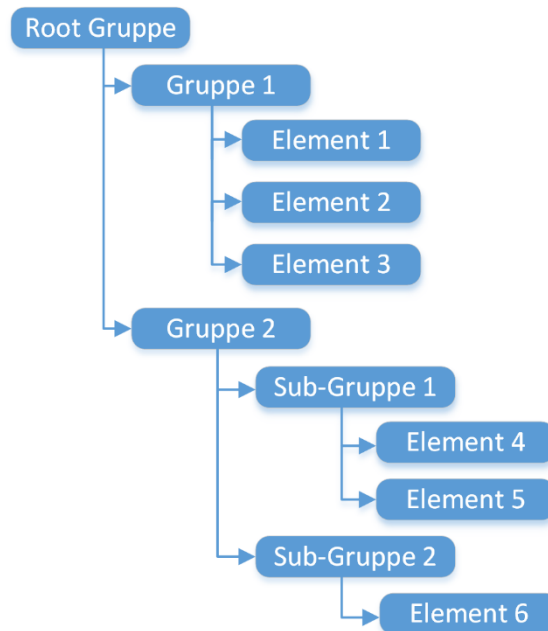 Root Gruppe
Gruppe 1
Element 1
Element 2
Element 3
Gruppe 2
Sub-Gruppe 1
Element 4
Element 5
Sub-Gruppe 2
Element 6